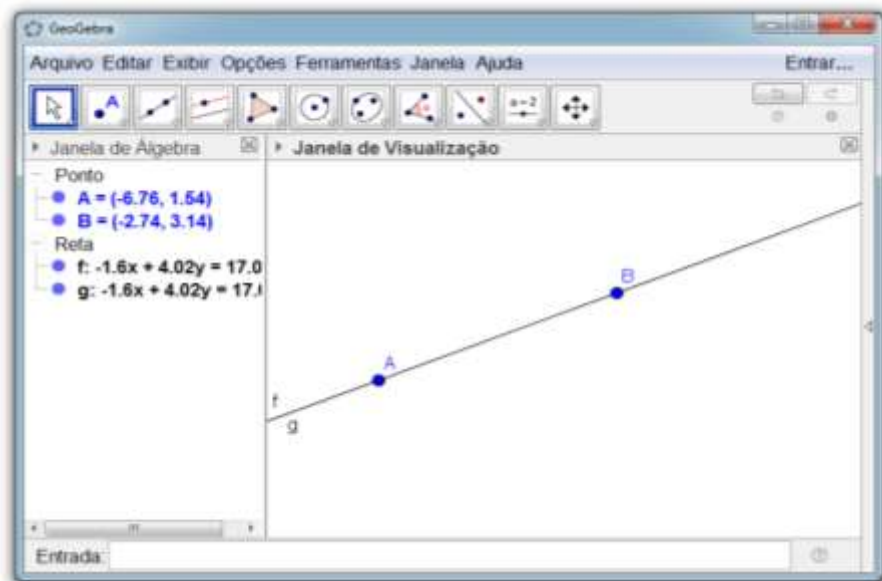 GeoGebra
Arquivo Editar Exibir Opções Ferramentas Janela Ajuda Entrar...
A
a=2
Janela de Álgebra
Janela de Visualização
Ponto
A = (-6.76, 1.54)
B = (-2.74, 3.14)
Reta
f: -1.6x + 4.02y = 17.0
g: -1.6x + 4.02y = 17.
B
A
f
g
Entrada: